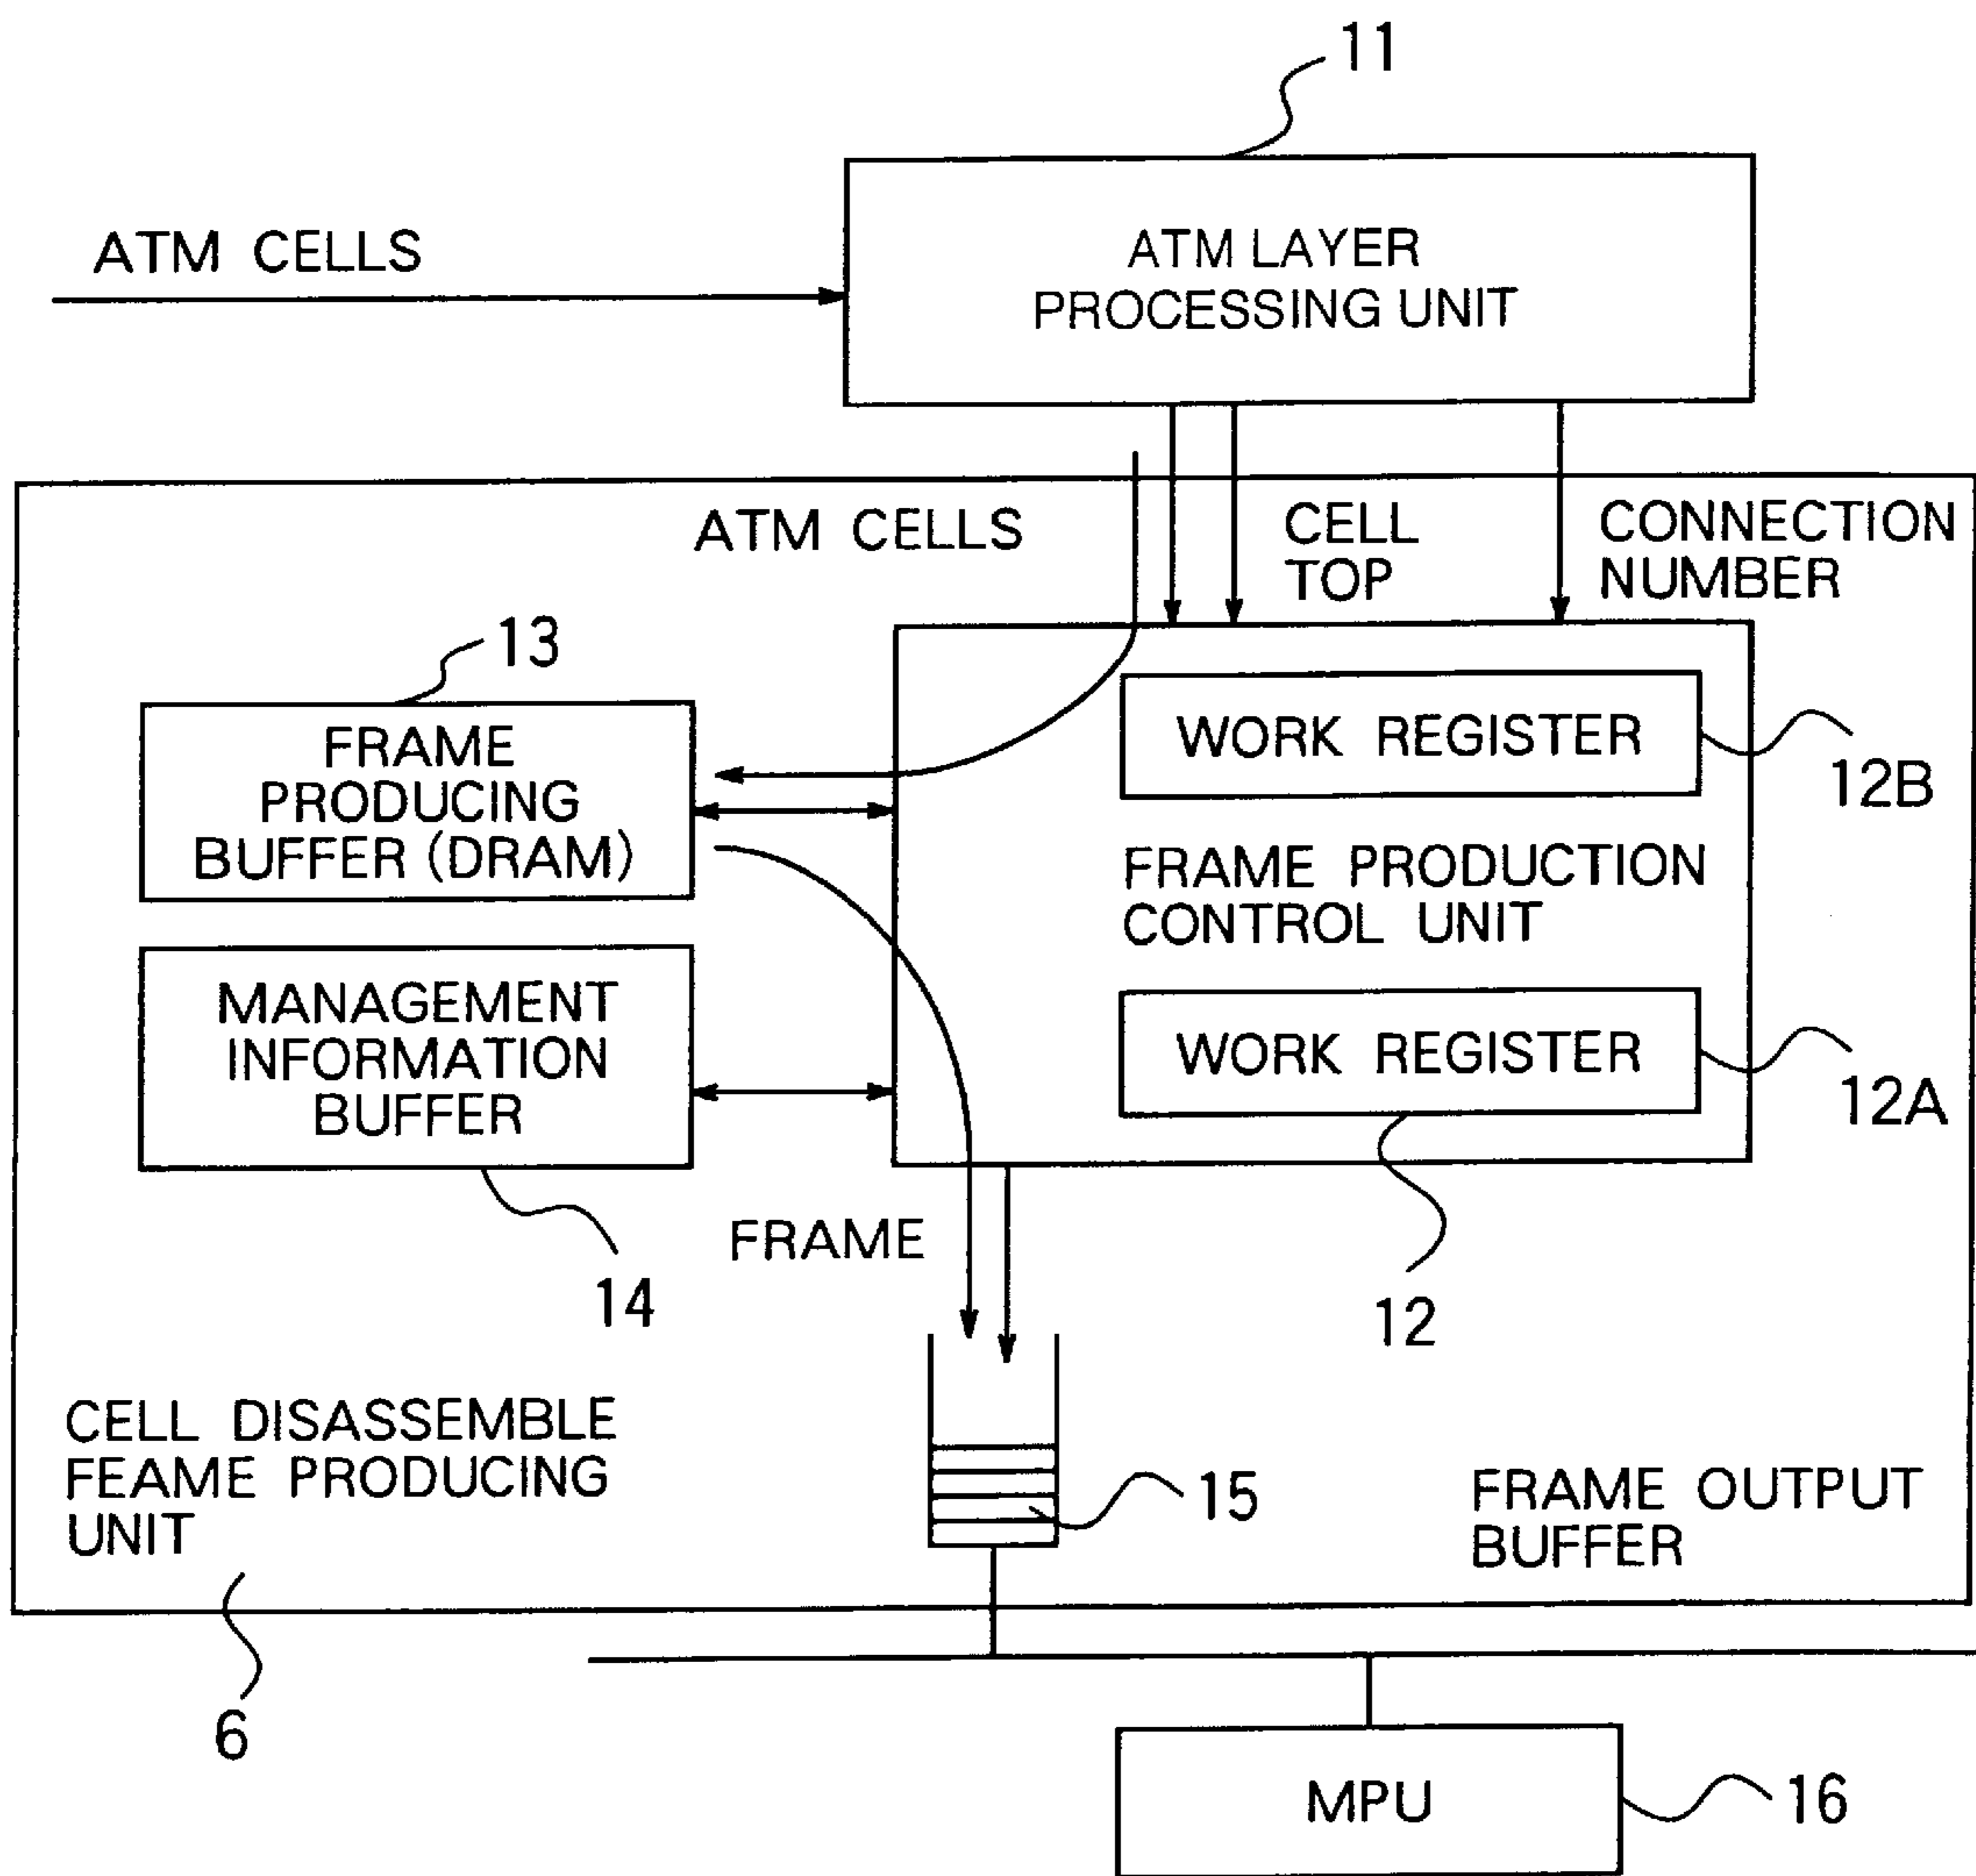 11
ATM CELLS
ATM LAYER
PROCESSING UNIT
ATM CELLS
CELL
TOP
CONNECTION
NUMBER
13
FRAME
PRODUCING
BUFFER (DRAM)
WORK REGISTER
12B
FRAME PRODUCTION
CONTROL UNIT
MANAGEMENT
INFORMATION
BUFFER
WORK REGISTER
12A
14
FRAME
12
CELL DISASSEMBLE
FEAME PRODUCING
UNIT
15
FRAME OUTPUT
BUFFER
6
MPU
16